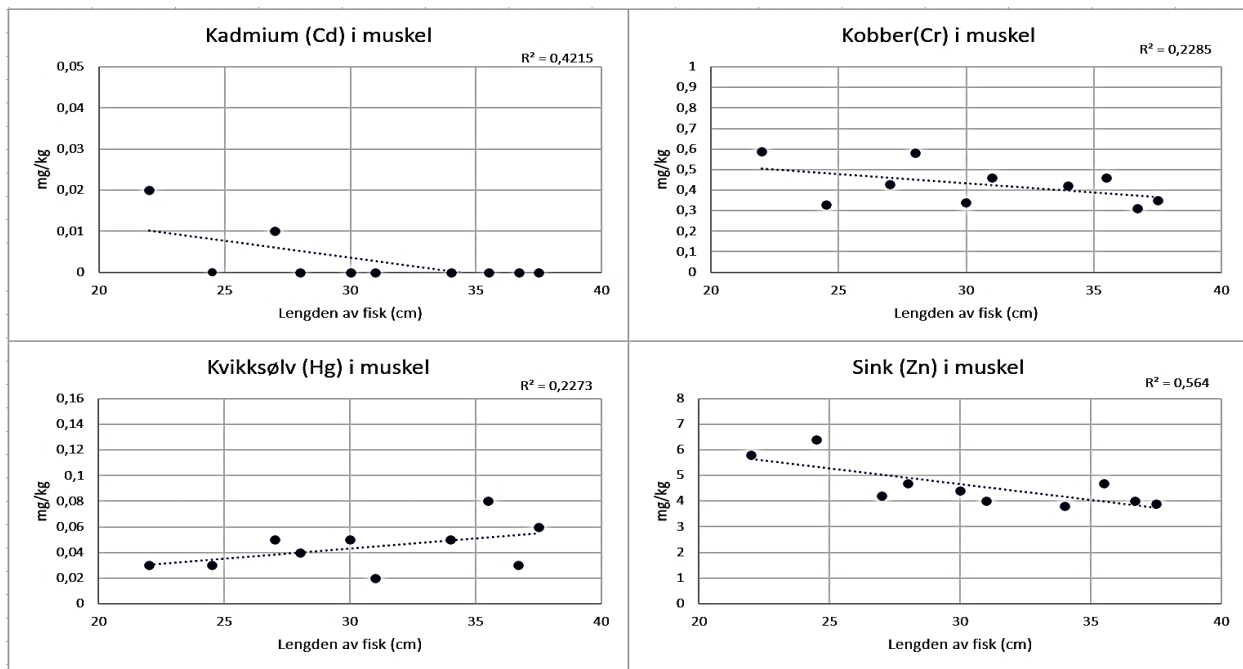 Kadmium (Cd) i muskel
R² = 0,4215
0,05
0,04
0,03
0,02
0,01
0
mg/kg
20 25 30 35 40
Lengden av fisk (cm)
Kobber(Cr) i muskel
R² = 0,2285
1
0,9
0,8
0,7
0,6
0,5
0,4
0,3
0,2
0,1
0
mg/kg
20 25 30 35 40
Lengden av fisk (cm)
Kvikksølv (Hg) i muskel
R² = 0,2273
0,16
0,14
0,12
0,1
0,08
0,06
0,04
0,02
0
mg/kg
20 25 30 35 40
Lengden av fisk (cm)
Sink (Zn) i muskel
R² = 0,564
8
7
6
5
4
3
2
1
0
mg/kg
20 25 30 35 40
Lengden av fisk (cm)